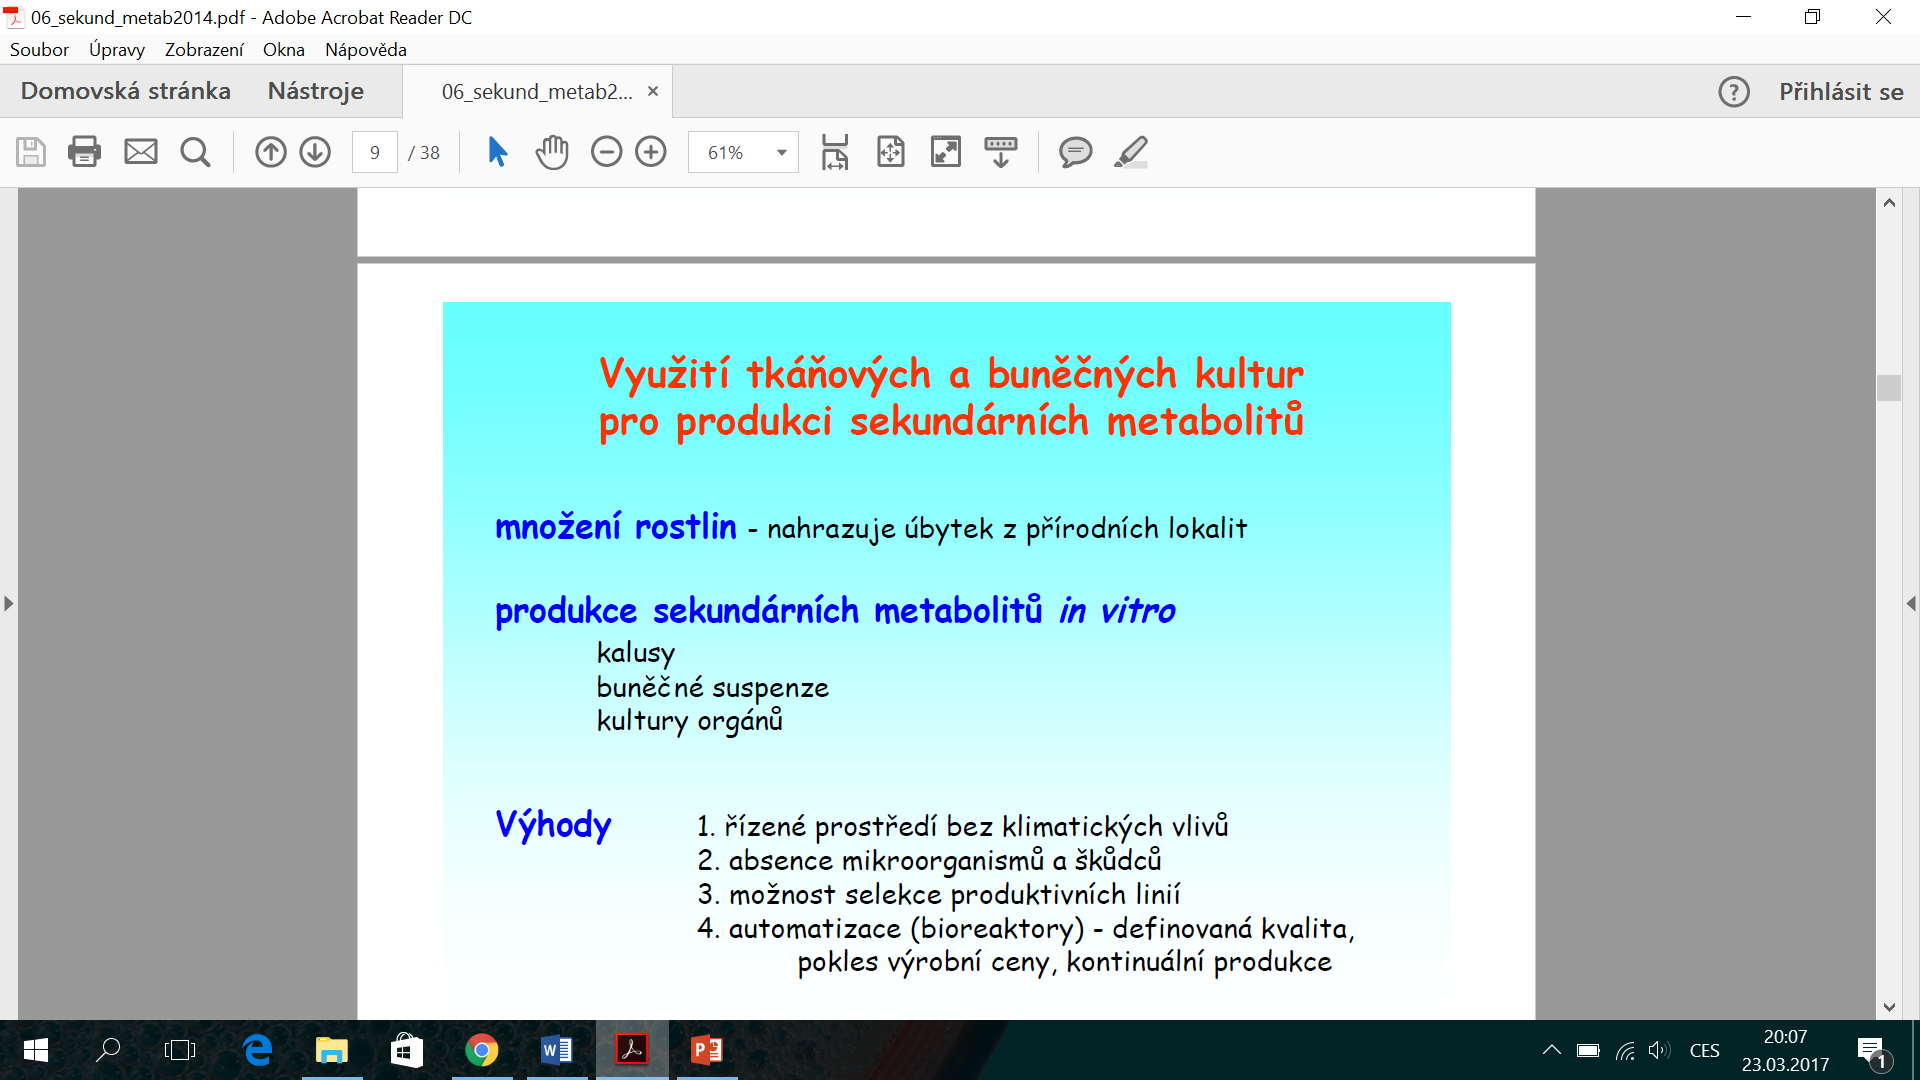 06_sekund_metab2014.pdf - Adobe Acrobat Reader DC
Soubor Úpravy Zobrazení Okna Nápověda
Domovská stránka Nástroje 06_sekund_metab2... × ? Přihlásit se
9 / 38 61%
Využití tkáňových a buněčných kultur
pro produkci sekundárních metabolitů
množení rostlin - nahrazuje úbytek z přírodních lokalit
produkce sekundárních metabolitů in vitro
kalusy
buněčné suspenze
kultury orgánů
Výhody 1. řízené prostředí bez klimatických vlivů
2. absence mikroorganismů a škůdců
3. možnost selekce produktivních linií
4. automatizace (bioreaktory) - definovaná kvalita,
pokles výrobní ceny, kontinuální produkce
CES 20:07
23.03.2017 1